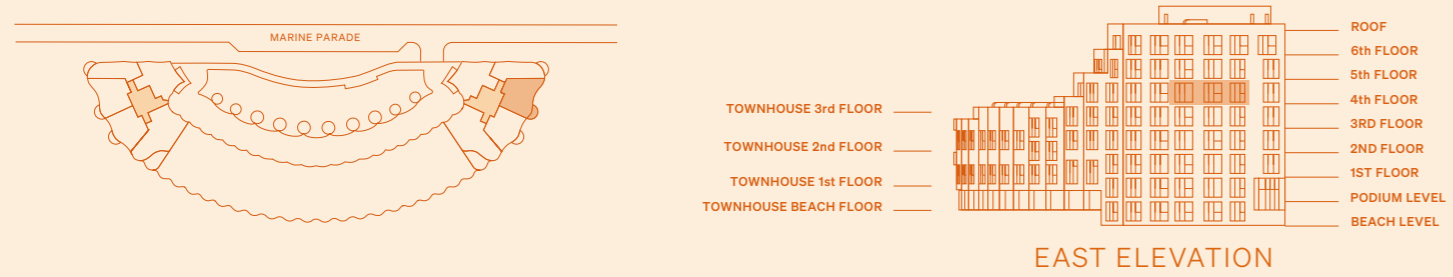 MARINE PARADE
TOWNHOUSE 3rd FLOOR
TOWNHOUSE 2nd FLOOR
TOWNHOUSE 1st FLOOR
TOWNHOUSE BEACH FLOOR
ROOF
6th FLOOR
5th FLOOR
4th FLOOR
3RD FLOOR
2ND FLOOR
1ST FLOOR
PODIUM LEVEL
BEACH LEVEL
EAST ELEVATION